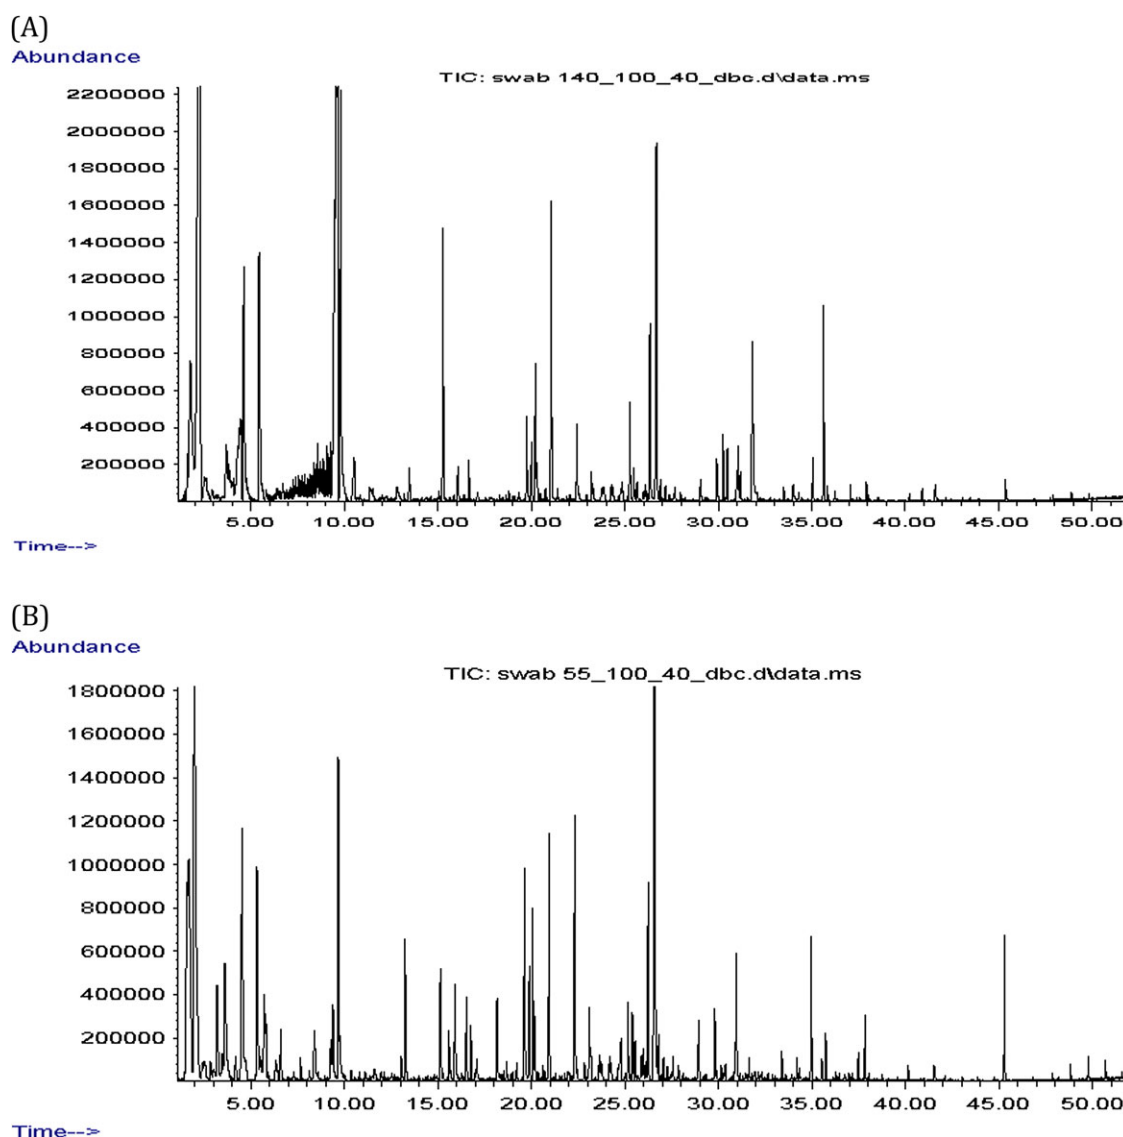 (A)
Abundance
TIC: swab 140_100_40_dbc.d\data.ms
2200000
2000000
1800000
1600000
1400000
1200000
1000000
800000
600000
400000
200000
5.00 10.00 15.00 20.00 25.00 30.00 35.00 40.00 45.00 50.00
Time-->
(B)
Abundance
TIC: swab 55_100_40_dbc.d\data.ms
1800000
1600000
1400000
1200000
1000000
800000
600000
400000
200000
5.00 10.00 15.00 20.00 25.00 30.00 35.00 40.00 45.00 50.00
Time-->